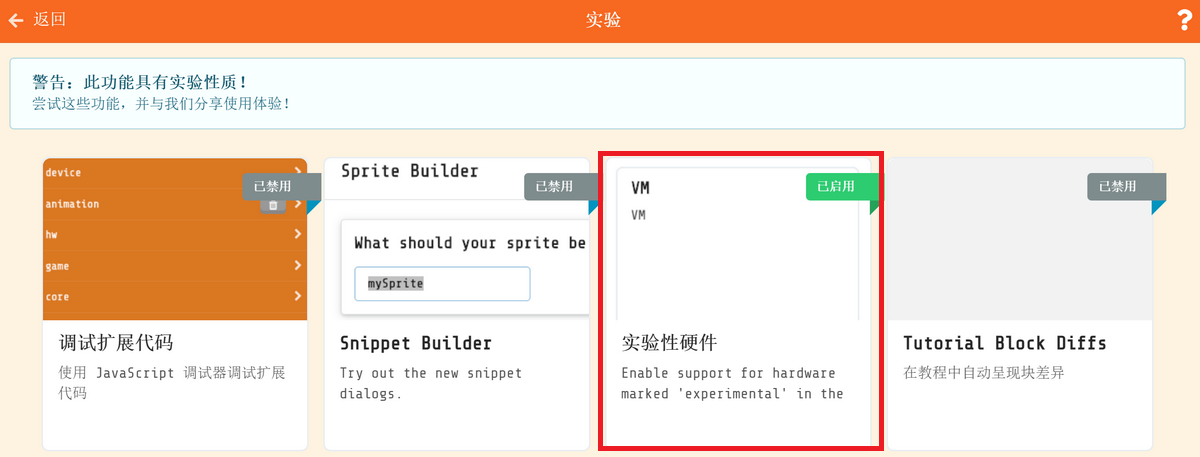 返回
实验
?
警告：此功能具有实验性质！
尝试这些功能，并与我们分享使用体验！
device
已禁用
animation
hw
game
core
调试扩展代码
使用 JavaScript 调试器调试扩展
代码
Sprite Builder
已禁用
What should your sprite be
mySprite
Snippet Builder
Try out the new snippet
dialogs.
VM
已启用
VM
实验性硬件
Enable support for hardware
marked 'experimental' in the
已禁用
Tutorial Block Diffs
在教程中自动呈现块差异